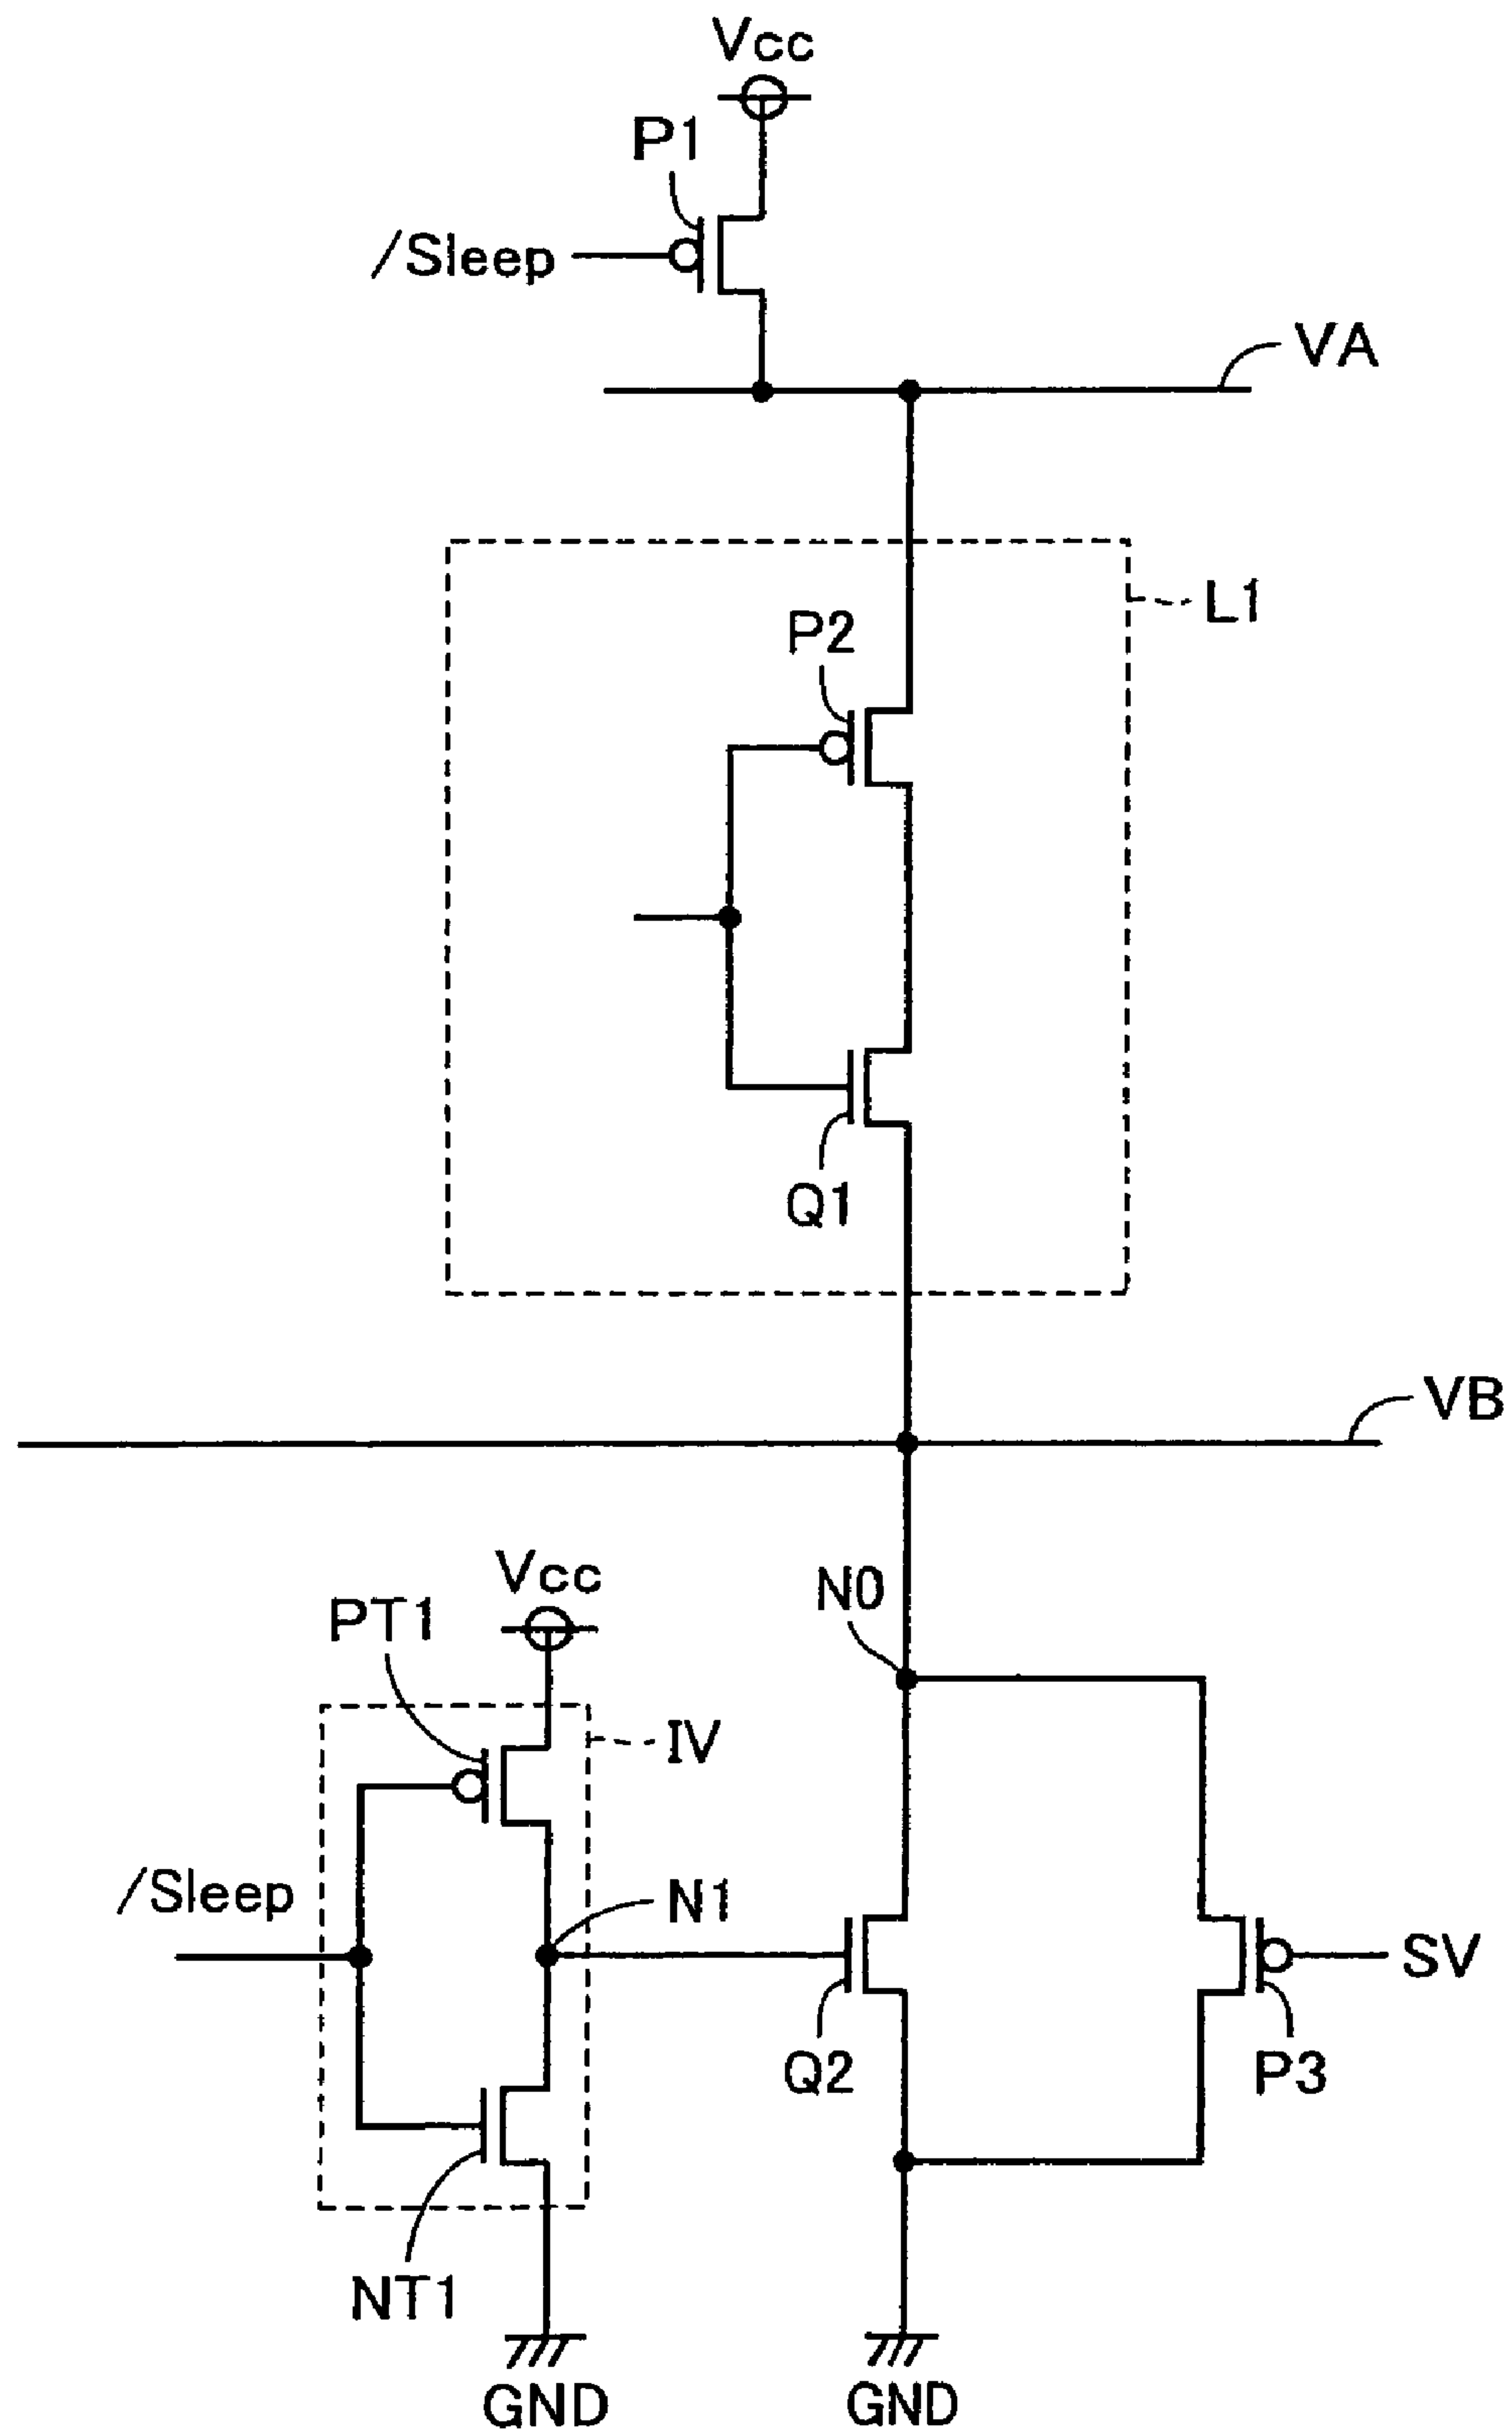 Vcc
P1
/Sleep
VA
L1
P2
Q1
VB
Vcc
N0
PT1
IV
/Sleep
N1
SV
Q2
P3
NT1
GND
GND